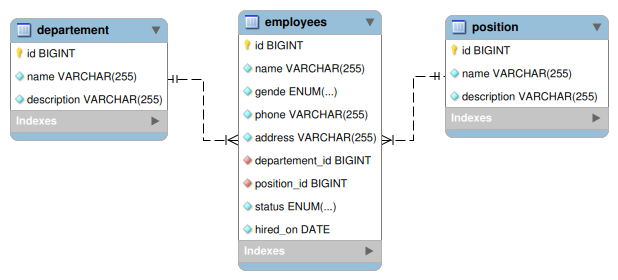 departement
id BIGINT
name VARCHAR(255)
description VARCHAR(255)
Indexes
employees
id BIGINT
name VARCHAR(255)
gende ENUM(...)
phone VARCHAR(255)
address VARCHAR(255)
departement_id BIGINT
position_id BIGINT
status ENUM(...)
hired_on DATE
Indexes
position
id BIGINT
name VARCHAR(255)
description VARCHAR(255)
Indexes